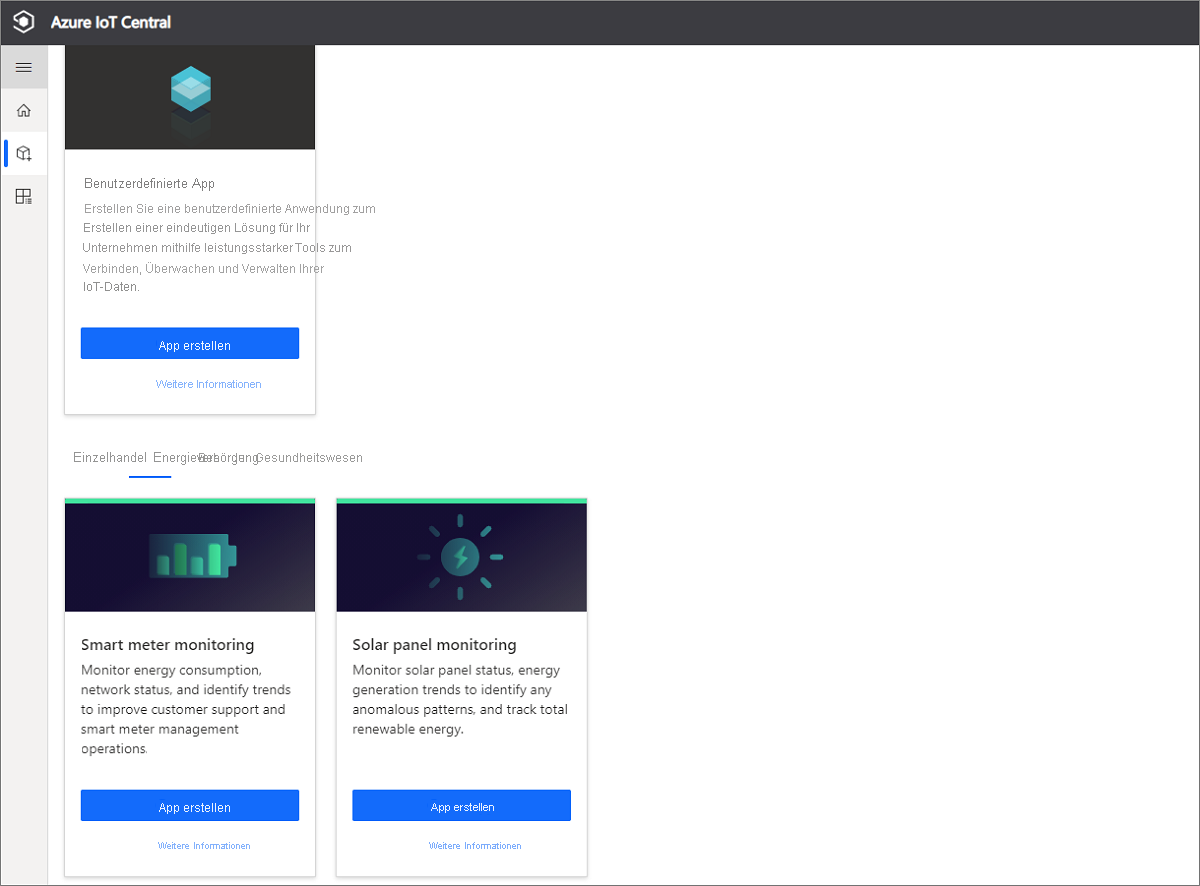 Azure IoT Central
Benutzerdefinierte App
Erstellen Sie eine benutzerdefinierte Anwendung zum
Erstellen einer eindeutigen Lösung für Ihr
Unternehmen mithilfe leistungsstarker Tools zum
Verbinden, Überwachen und Verwalten Ihrer
IoT-Daten.
App erstellen
Weitere Informationen
Einzelhandel Gesundheitswesen
Smart meter monitoring
Monitor energy consumption,
network status, and identify trends
to improve customer support and
smart meter management
operations.
App erstellen
Weitere Informationen
Solar panel monitoring
Monitor solar panel status, energy
generation trends to identify any
anomalous patterns, and track total
renewable energy.
App erstellen
Weitere Informationen